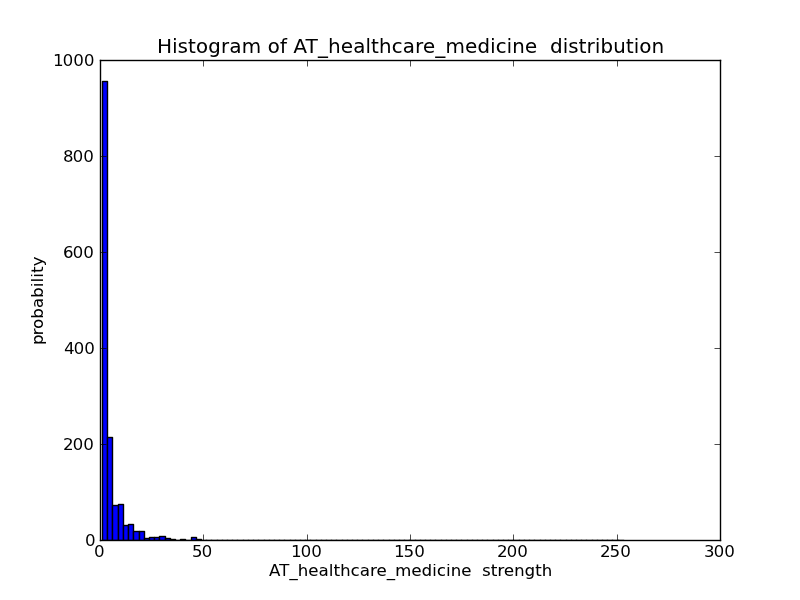 Histogram of AT_healthcare_medicine  distribution
1000
800
600
400
200
0
probability
0 50 100 150 200 250 300
AT_healthcare_medicine  strength